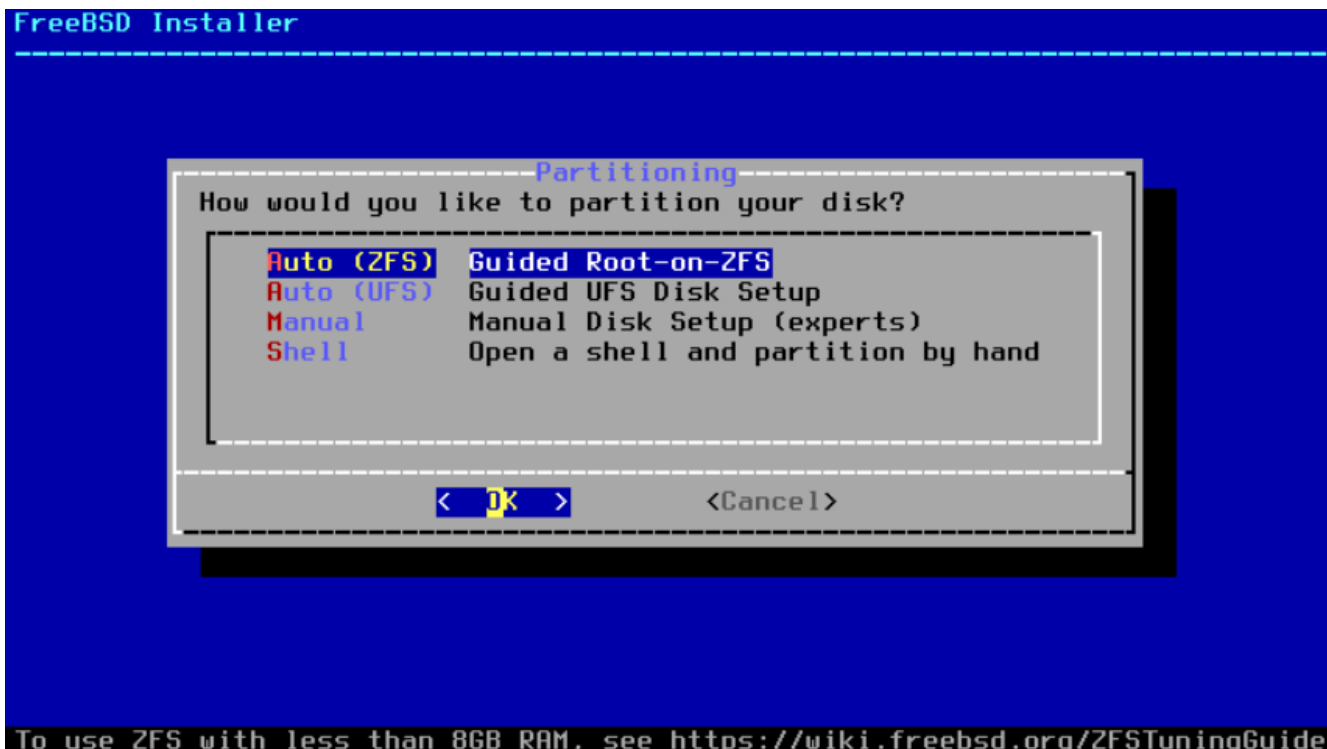 FreeBSD Installer
Partitioning
How would you like to partition your disk?
Auto (ZFS) Guided Root-on-ZFS
Auto (UFS) Guided UFS Disk Setup
Manual Manual Disk Setup (experts)
Shell Open a shell and partition by hand
< OK > <Cancel>
To use ZFS with less than 8GB RAM, see https://wiki.freebsd.org/ZFSTuningGuide